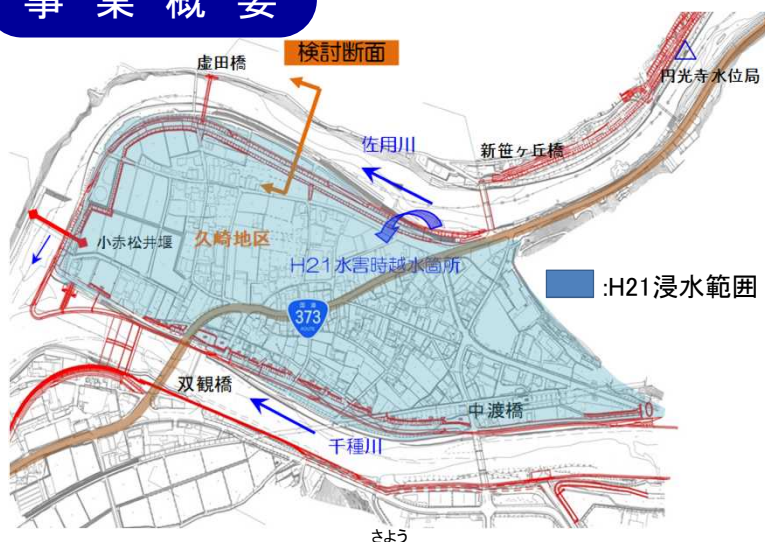 事業概要
検討断面
虚田橋
円光寺水位局
佐用川
新笹ヶ丘橋
小赤松井堰
久崎地区
H21水害時越水箇所
:H21浸水範囲
国道
373
ROUTE
双観橋
中渡橋
千種川
さよう